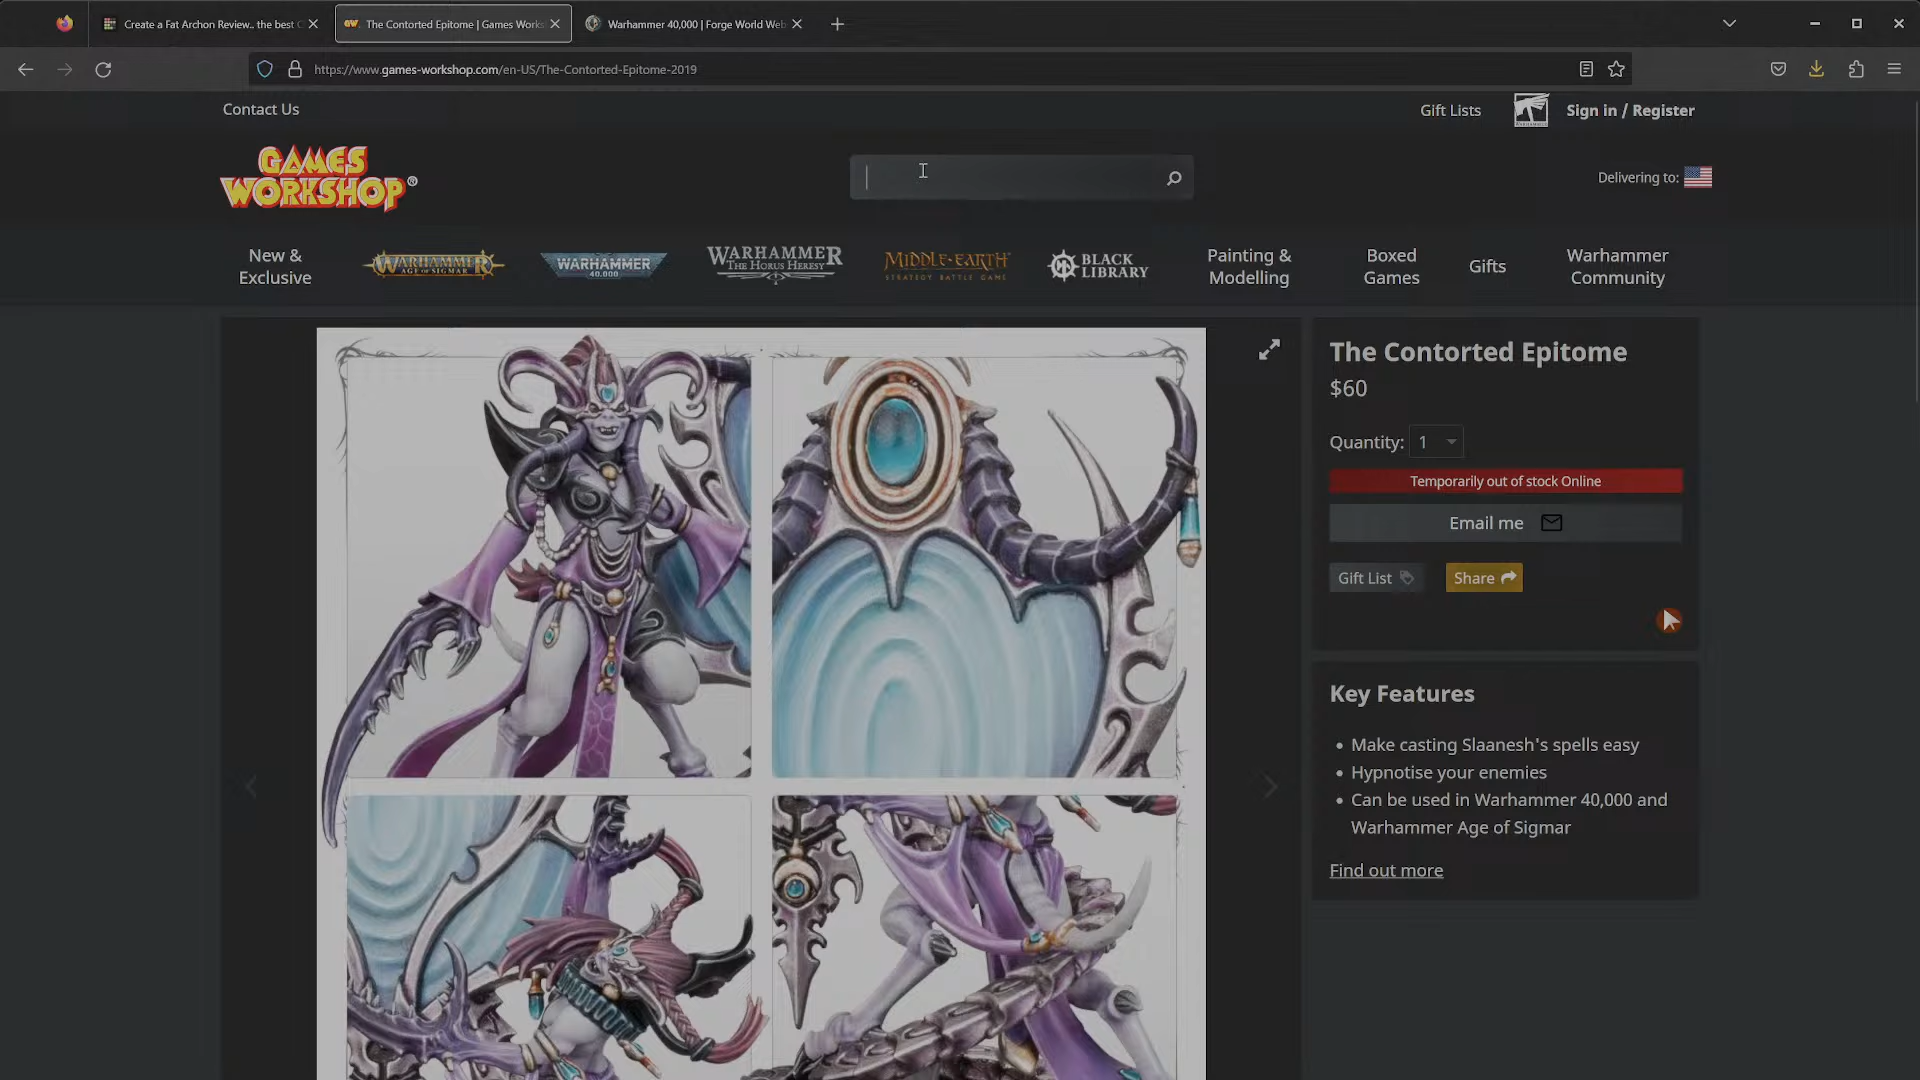 Create a Fat Archon Review.. the best C
The Contorted Epitome | Games Works
Warhammer 40,000 | Forge World Web
https://www.games-workshop.com/en-US/The-Contorted-Epitome-2019
Contact Us
Gift Lists
Sign in / Register
GAMES
WORKSHOP®
Delivering to:
New &
Exclusive
WARHAMMER
AGE OF SIGMAR
WARHAMMER
40,000
WARHAMMER
THE HORUS HERESY
MIDDLE-EARTH
STRATEGY BATTLE GAME
BLACK
LIBRARY
Painting &
Modelling
Boxed
Games
Gifts
Warhammer
Community
The Contorted Epitome
$60
Quantity: 1
Temporarily out of stock Online
Email me
Gift List
Share
Key Features
Make casting Slaanesh's spells easy
Hypnotise your enemies
Can be used in Warhammer 40,000 and
Warhammer Age of Sigmar
Find out more